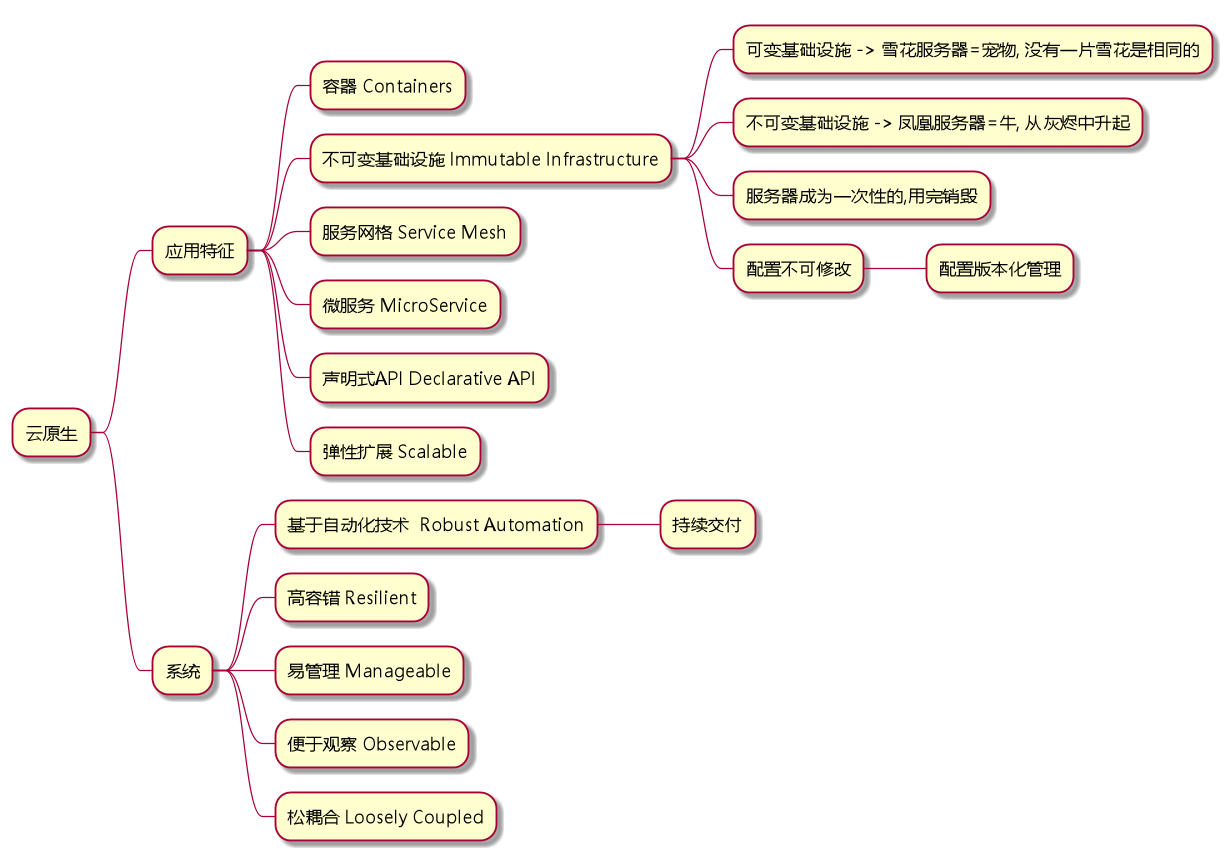 云原生
应用特征
容器 Containers
不可变基础设施 Immutable Infrastructure
可变基础设施 -> 雪花服务器=宠物, 没有一片雪花是相同的
不可变基础设施 -> 凤凰服务器=牛, 从灰烬中升起
服务器成为一次性的,用完销毁
配置不可修改
配置版本化管理
服务网格 Service Mesh
微服务 MicroService
声明式API Declarative API
弹性扩展 Scalable
系统
基于自动化技术  Robust Automation
持续交付
高容错 Resilient
易管理 Manageable
便于观察 Observable
松耦合 Loosely Coupled